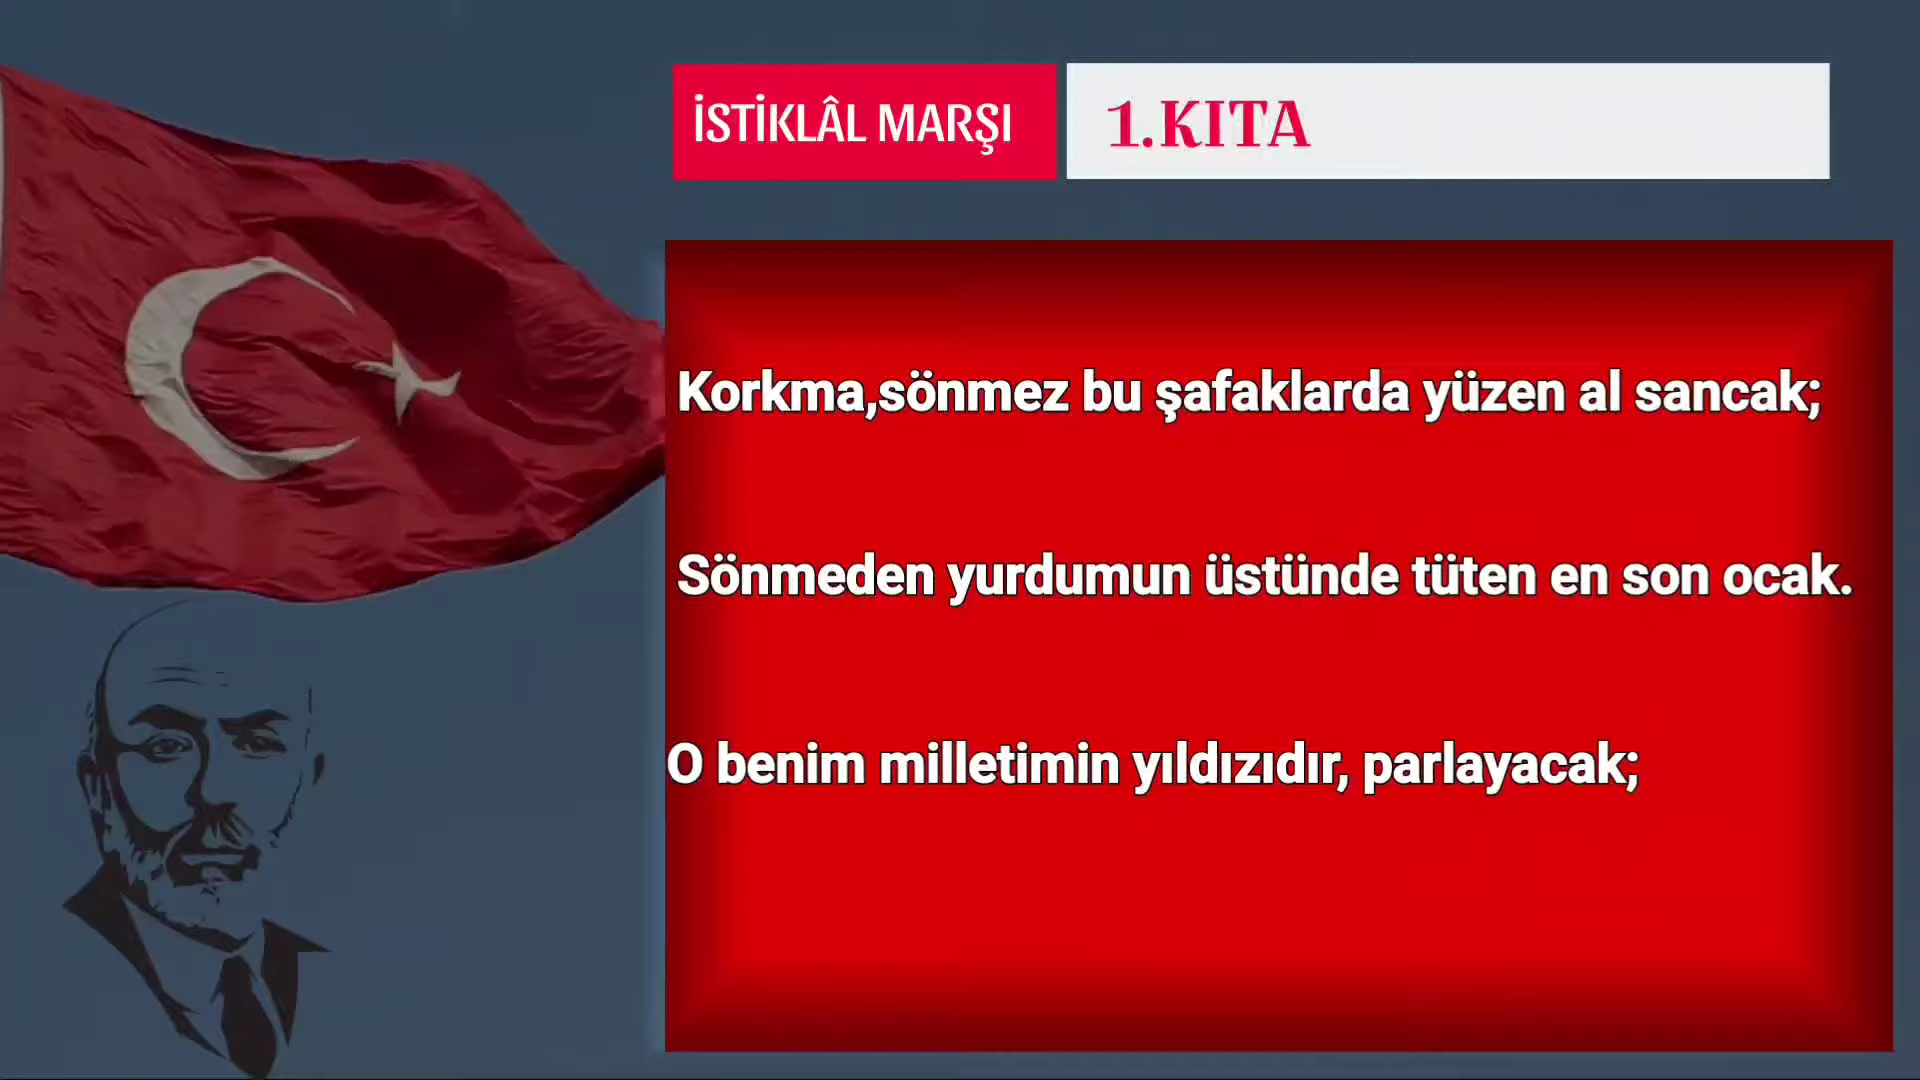 İSTİKLÂL MARŞI
1.KITA
Korkma,sönmez bu şafaklarda yüzen al sancak;
Sönmeden yurdumun üstünde tüten en son ocak.
O benim milletimin yıldızıdır, parlayacak;